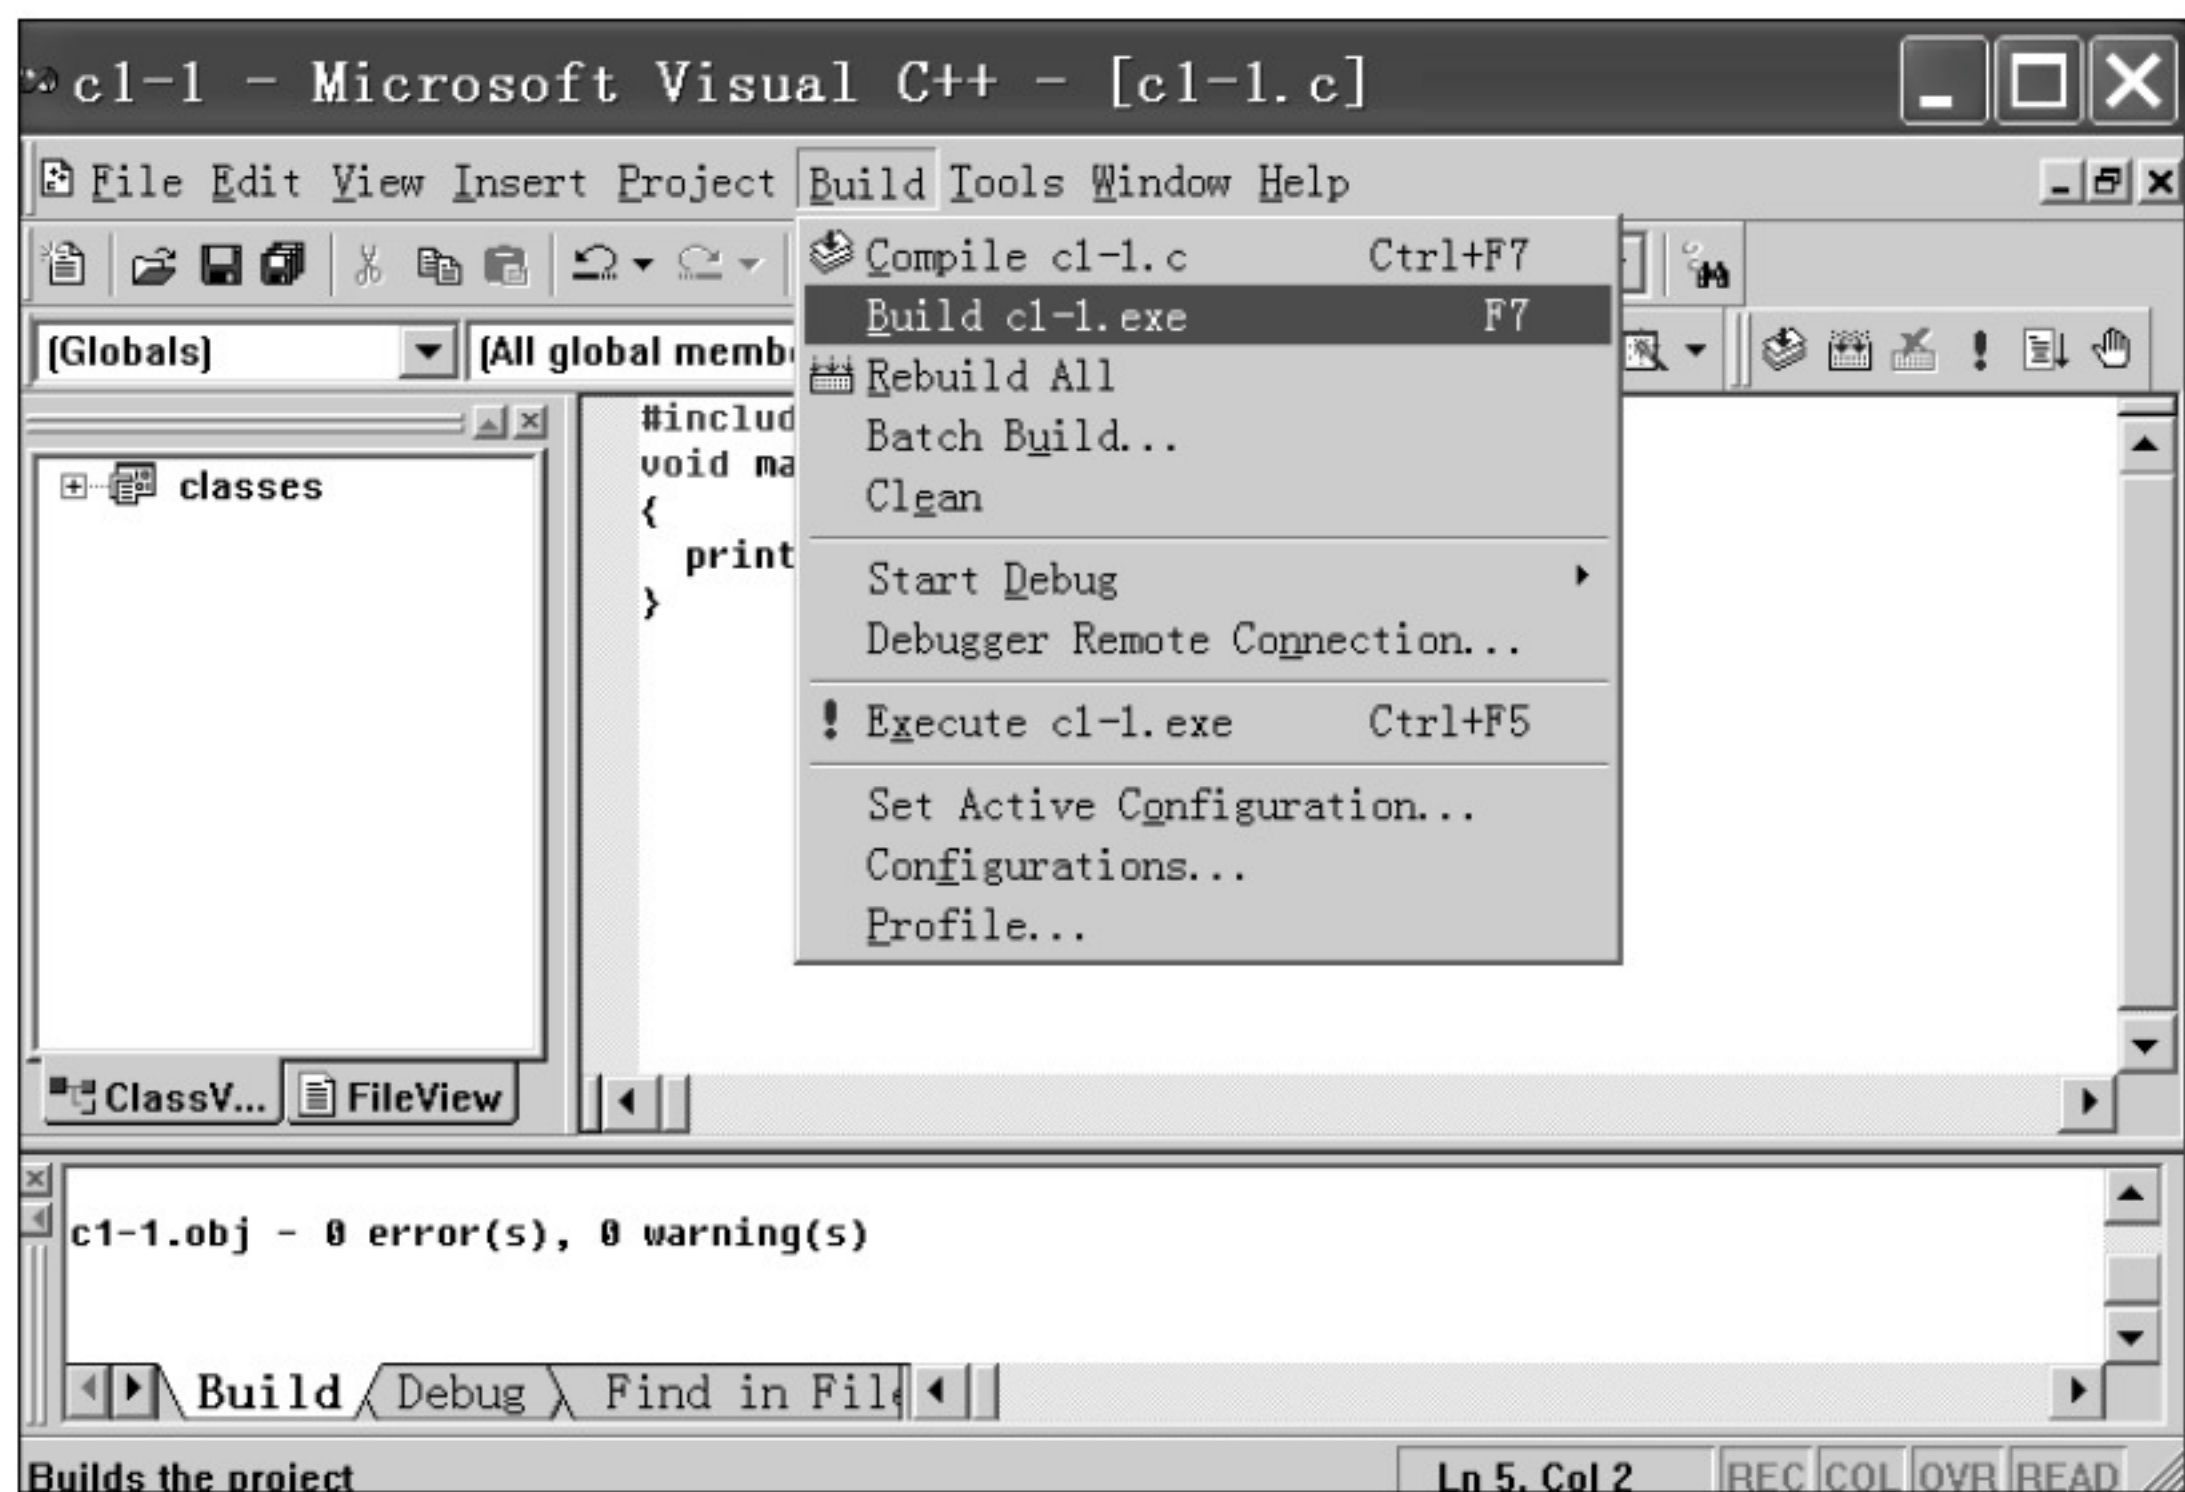 c1-1 - Microsoft Visual C++ - [c1-1.c]
File Edit View Insert Project Build Tools Window Help
Compile c1-1.c Ctrl+F7
Build c1-1.exe F7
Rebuild All
Batch Build...
Clean
Start Debug
Debugger Remote Connection...
Execute c1-1.exe Ctrl+F5
Set Active Configuration...
Configurations...
Profile...
(Globals) (All global memb
classes
#includ
void ma
{
print
}
ClassV... FileView
c1-1.obj - 0 error(s), 0 warning(s)
Build Debug Find in Fil
Builds the project Ln 5, Col 2 REC COL OVR READ